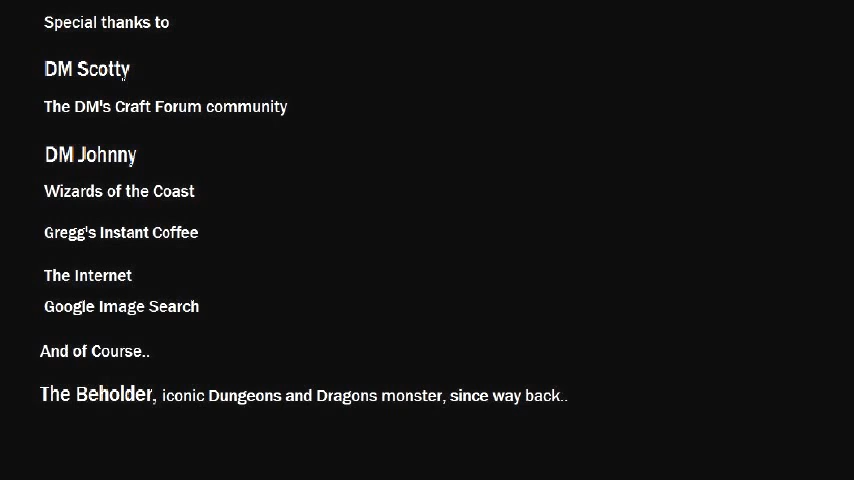 Special thanks to
DM Scotty
The DM's Craft Forum community
DM Johnny
Wizards of the Coast
Gregg's Instant Coffee
The Internet
Google Image Search
And of Course..
The Beholder, iconic Dungeons and Dragons monster, since way back..